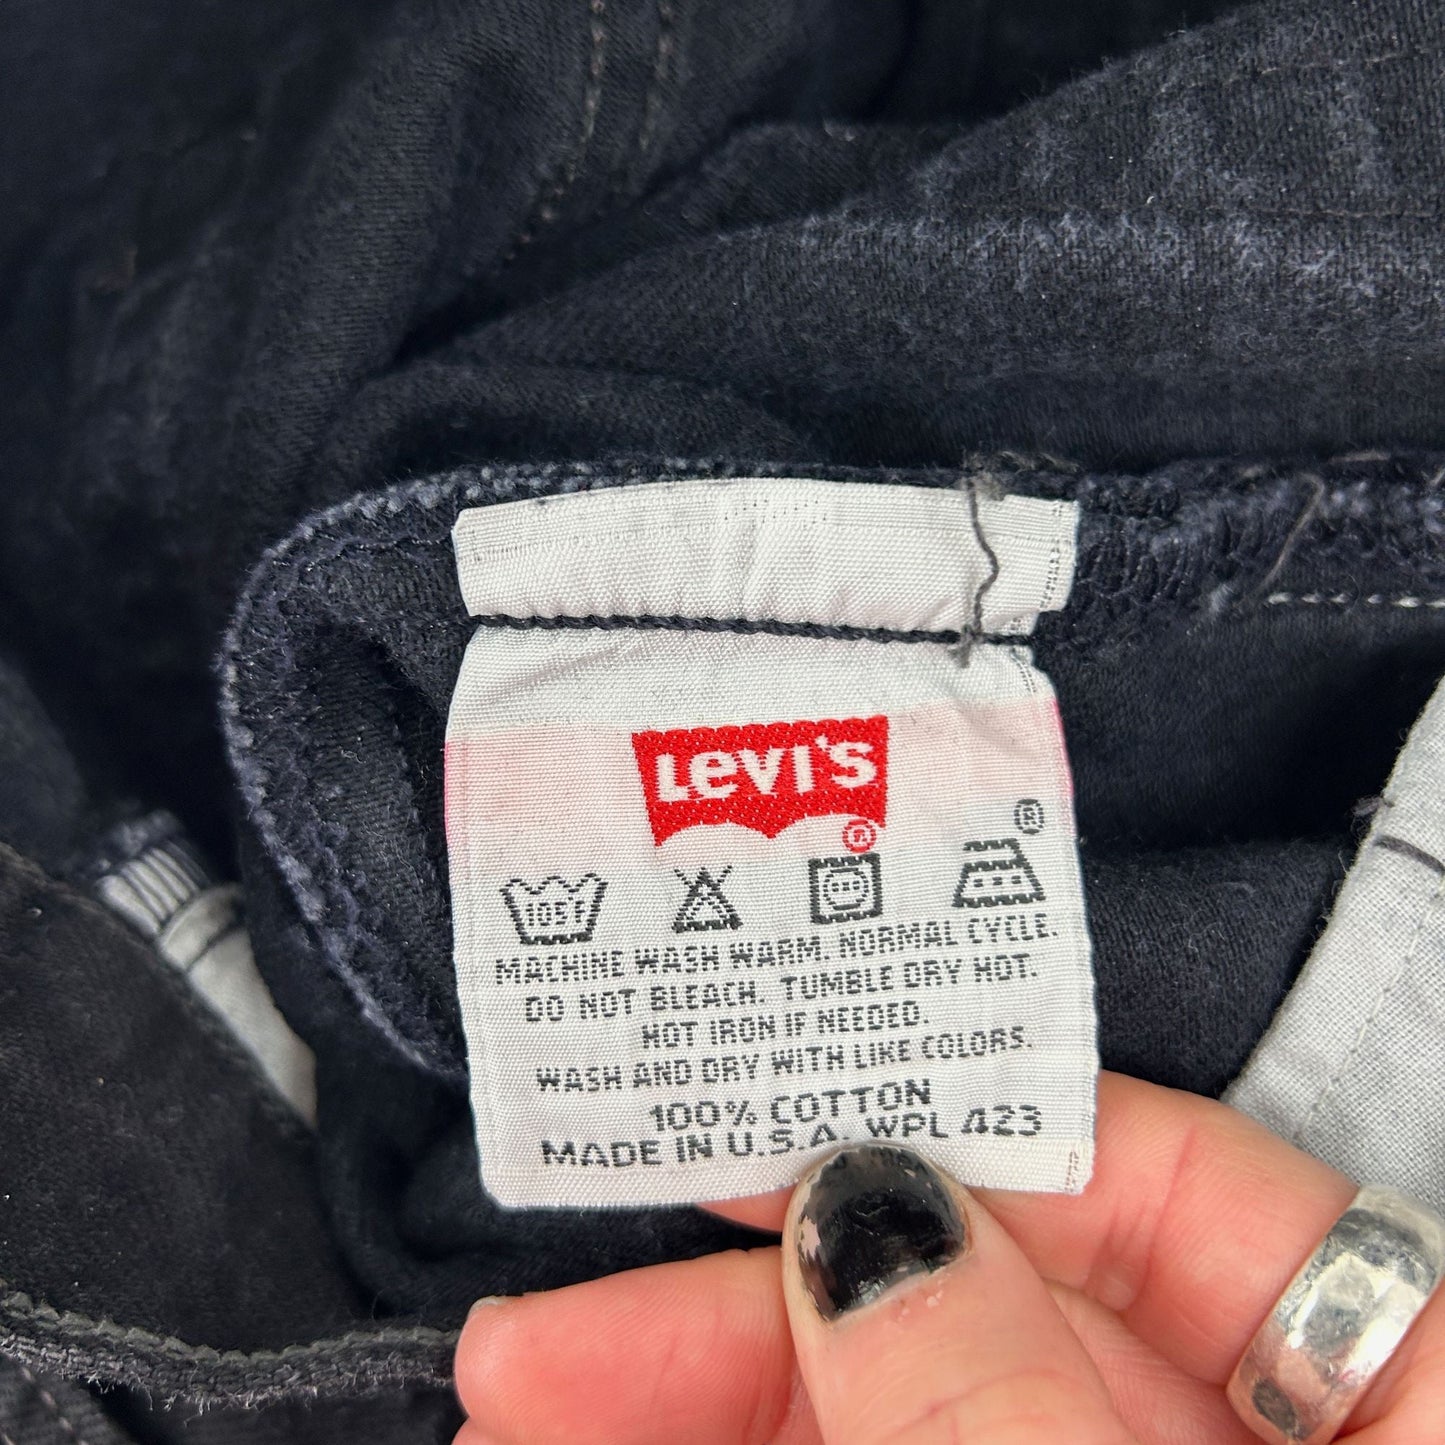 Levi's
®
®
105F
MACHINE WASH WARM. NORMAL CYCLE.
DO NOT BLEACH. TUMBLE DRY HOT.
HOT IRON IF NEEDED.
WASH AND DRY WITH LIKE COLORS.
100% COTTON
MADE IN U.S.A. WPL 423